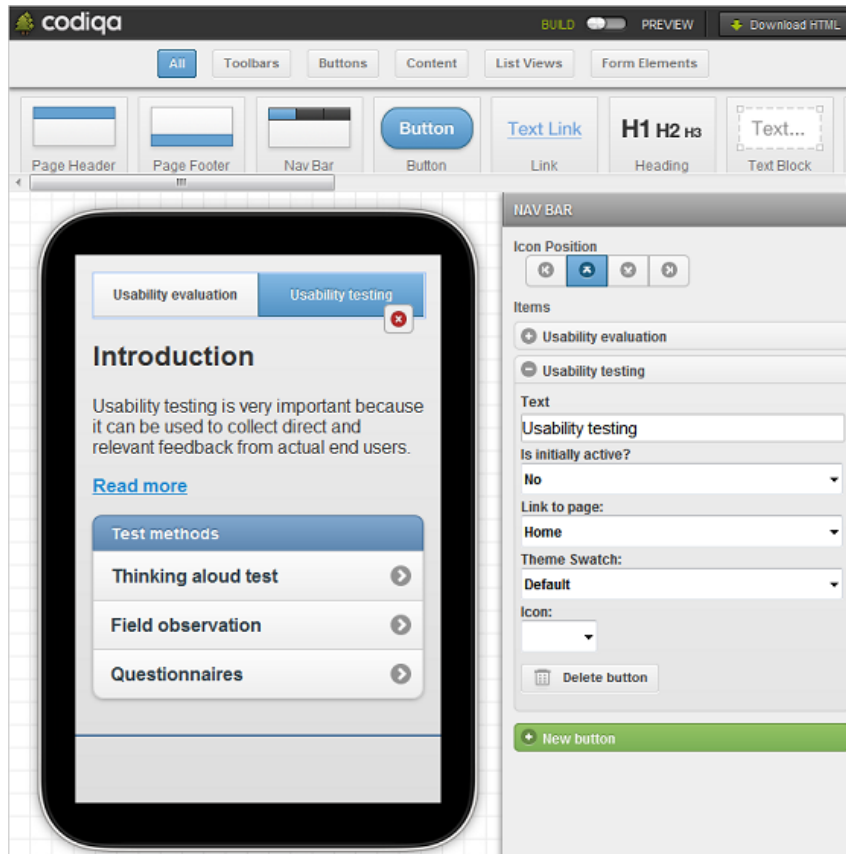 codiqa
BUILD PREVIEW Download HTML
All Toolbars Buttons Content List Views Form Elements
Button Text Link H1 H2 H3 Text...
Page Header Page Footer Nav Bar Button Link Heading Text Block
NAV BAR
Icon Position
Items
Usability evaluation
Usability testing
Text
Usability testing
Is initially active?
No
Link to page:
Home
Theme Swatch:
Default
Icon:
Delete button
New button
Usability evaluation Usability testing
Introduction
Usability testing is very important because
it can be used to collect direct and
relevant feedback from actual end users.
Read more
Test methods
Thinking aloud test
Field observation
Questionnaires